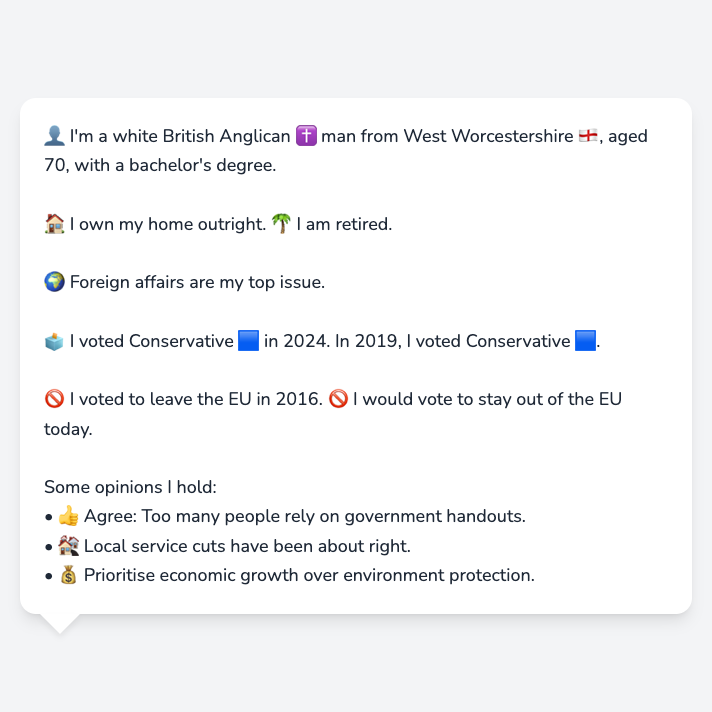 👤 I'm a white British Anglican ✝️ man from West Worcestershire 🏴󠁧󠁢󠁥󠁮󠁧󠁿, aged
70, with a bachelor's degree.
🏠 I own my home outright. 🌴 I am retired.
🌍 Foreign affairs are my top issue.
🗳️ I voted Conservative 🟦 in 2024. In 2019, I voted Conservative 🟦.
🚫 I voted to leave the EU in 2016. 🚫 I would vote to stay out of the EU
today.
Some opinions I hold:
• 👍 Agree: Too many people rely on government handouts.
• 🏚️ Local service cuts have been about right.
• 💰 Prioritise economic growth over environment protection.